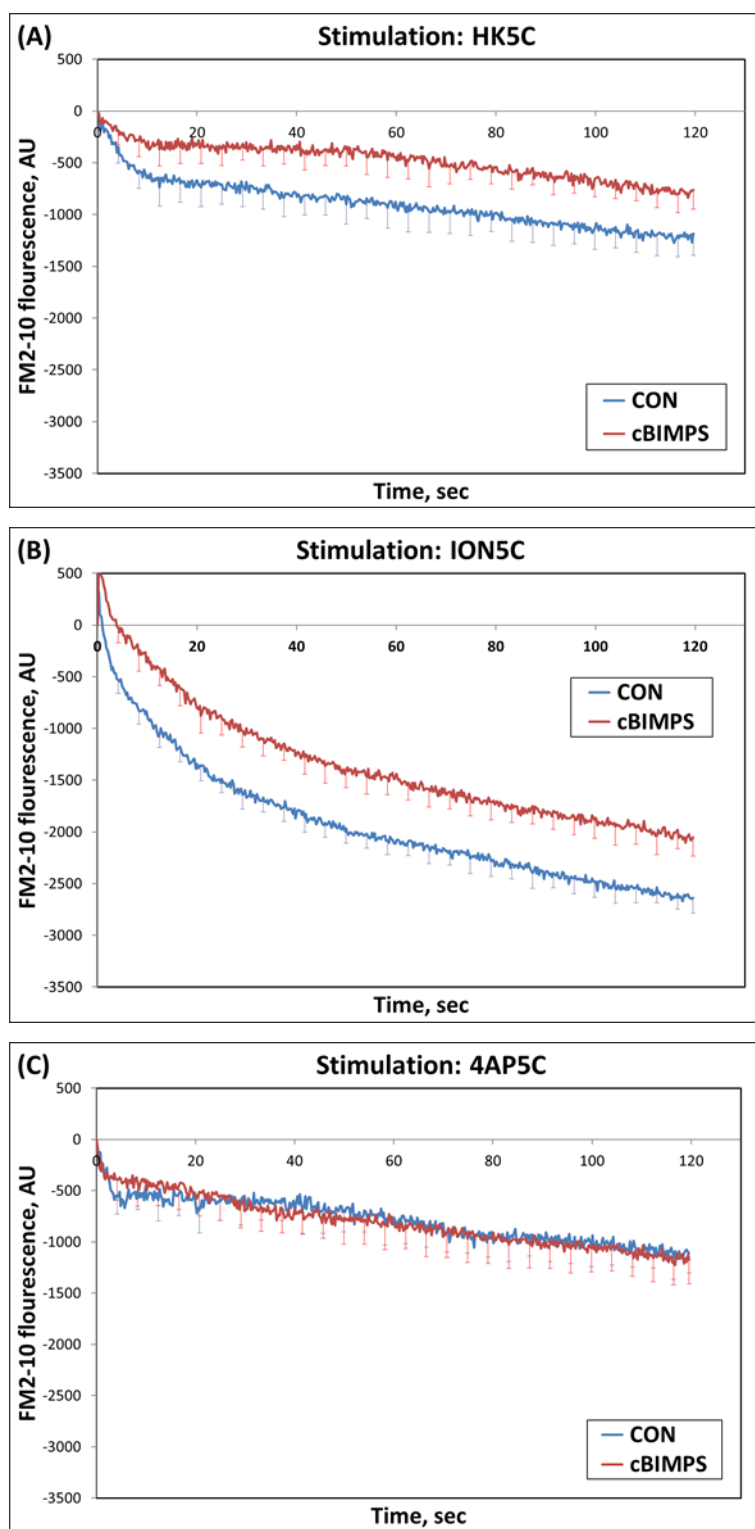 (A) Stimulation: HK5C
500
0
0 20 40 60 80 100 120
-500
-1000
-1500
-2000
-2500
-3000
-3500
FM2-10 flourescence, AU
CON
cBIMPS
Time, sec
(B) Stimulation: ION5C
500
0
0 20 40 60 80 100 120
-500
-1000
-1500
-2000
-2500
-3000
-3500
FM2-10 flourescence, AU
CON
cBIMPS
Time, sec
(C) Stimulation: 4AP5C
500
0
0 20 40 60 80 100 120
-500
-1000
-1500
-2000
-2500
-3000
-3500
FM2-10 flourescence, AU
CON
cBIMPS
Time, sec